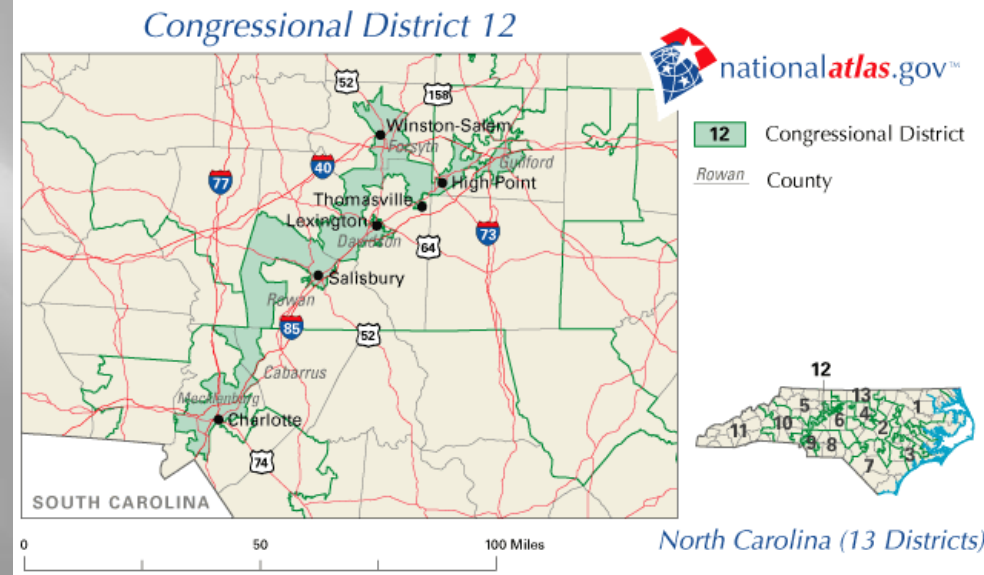 Congressional District 12
nationalatlas.gov™
52
158
Winston-Salem
Forsyth
12 Congressional District
Guilford
40
77
High Point
Rowan County
Thomasville
Lexington
73
Davidson
64
Salisbury
Rowan
85
52
Cabarrus
12
Mecklenburg
13
5
1
4
Charlotte
6
10
2
11
9
8
3
74
7
SOUTH CAROLINA
North Carolina (13 Districts)
0 50 100 Miles